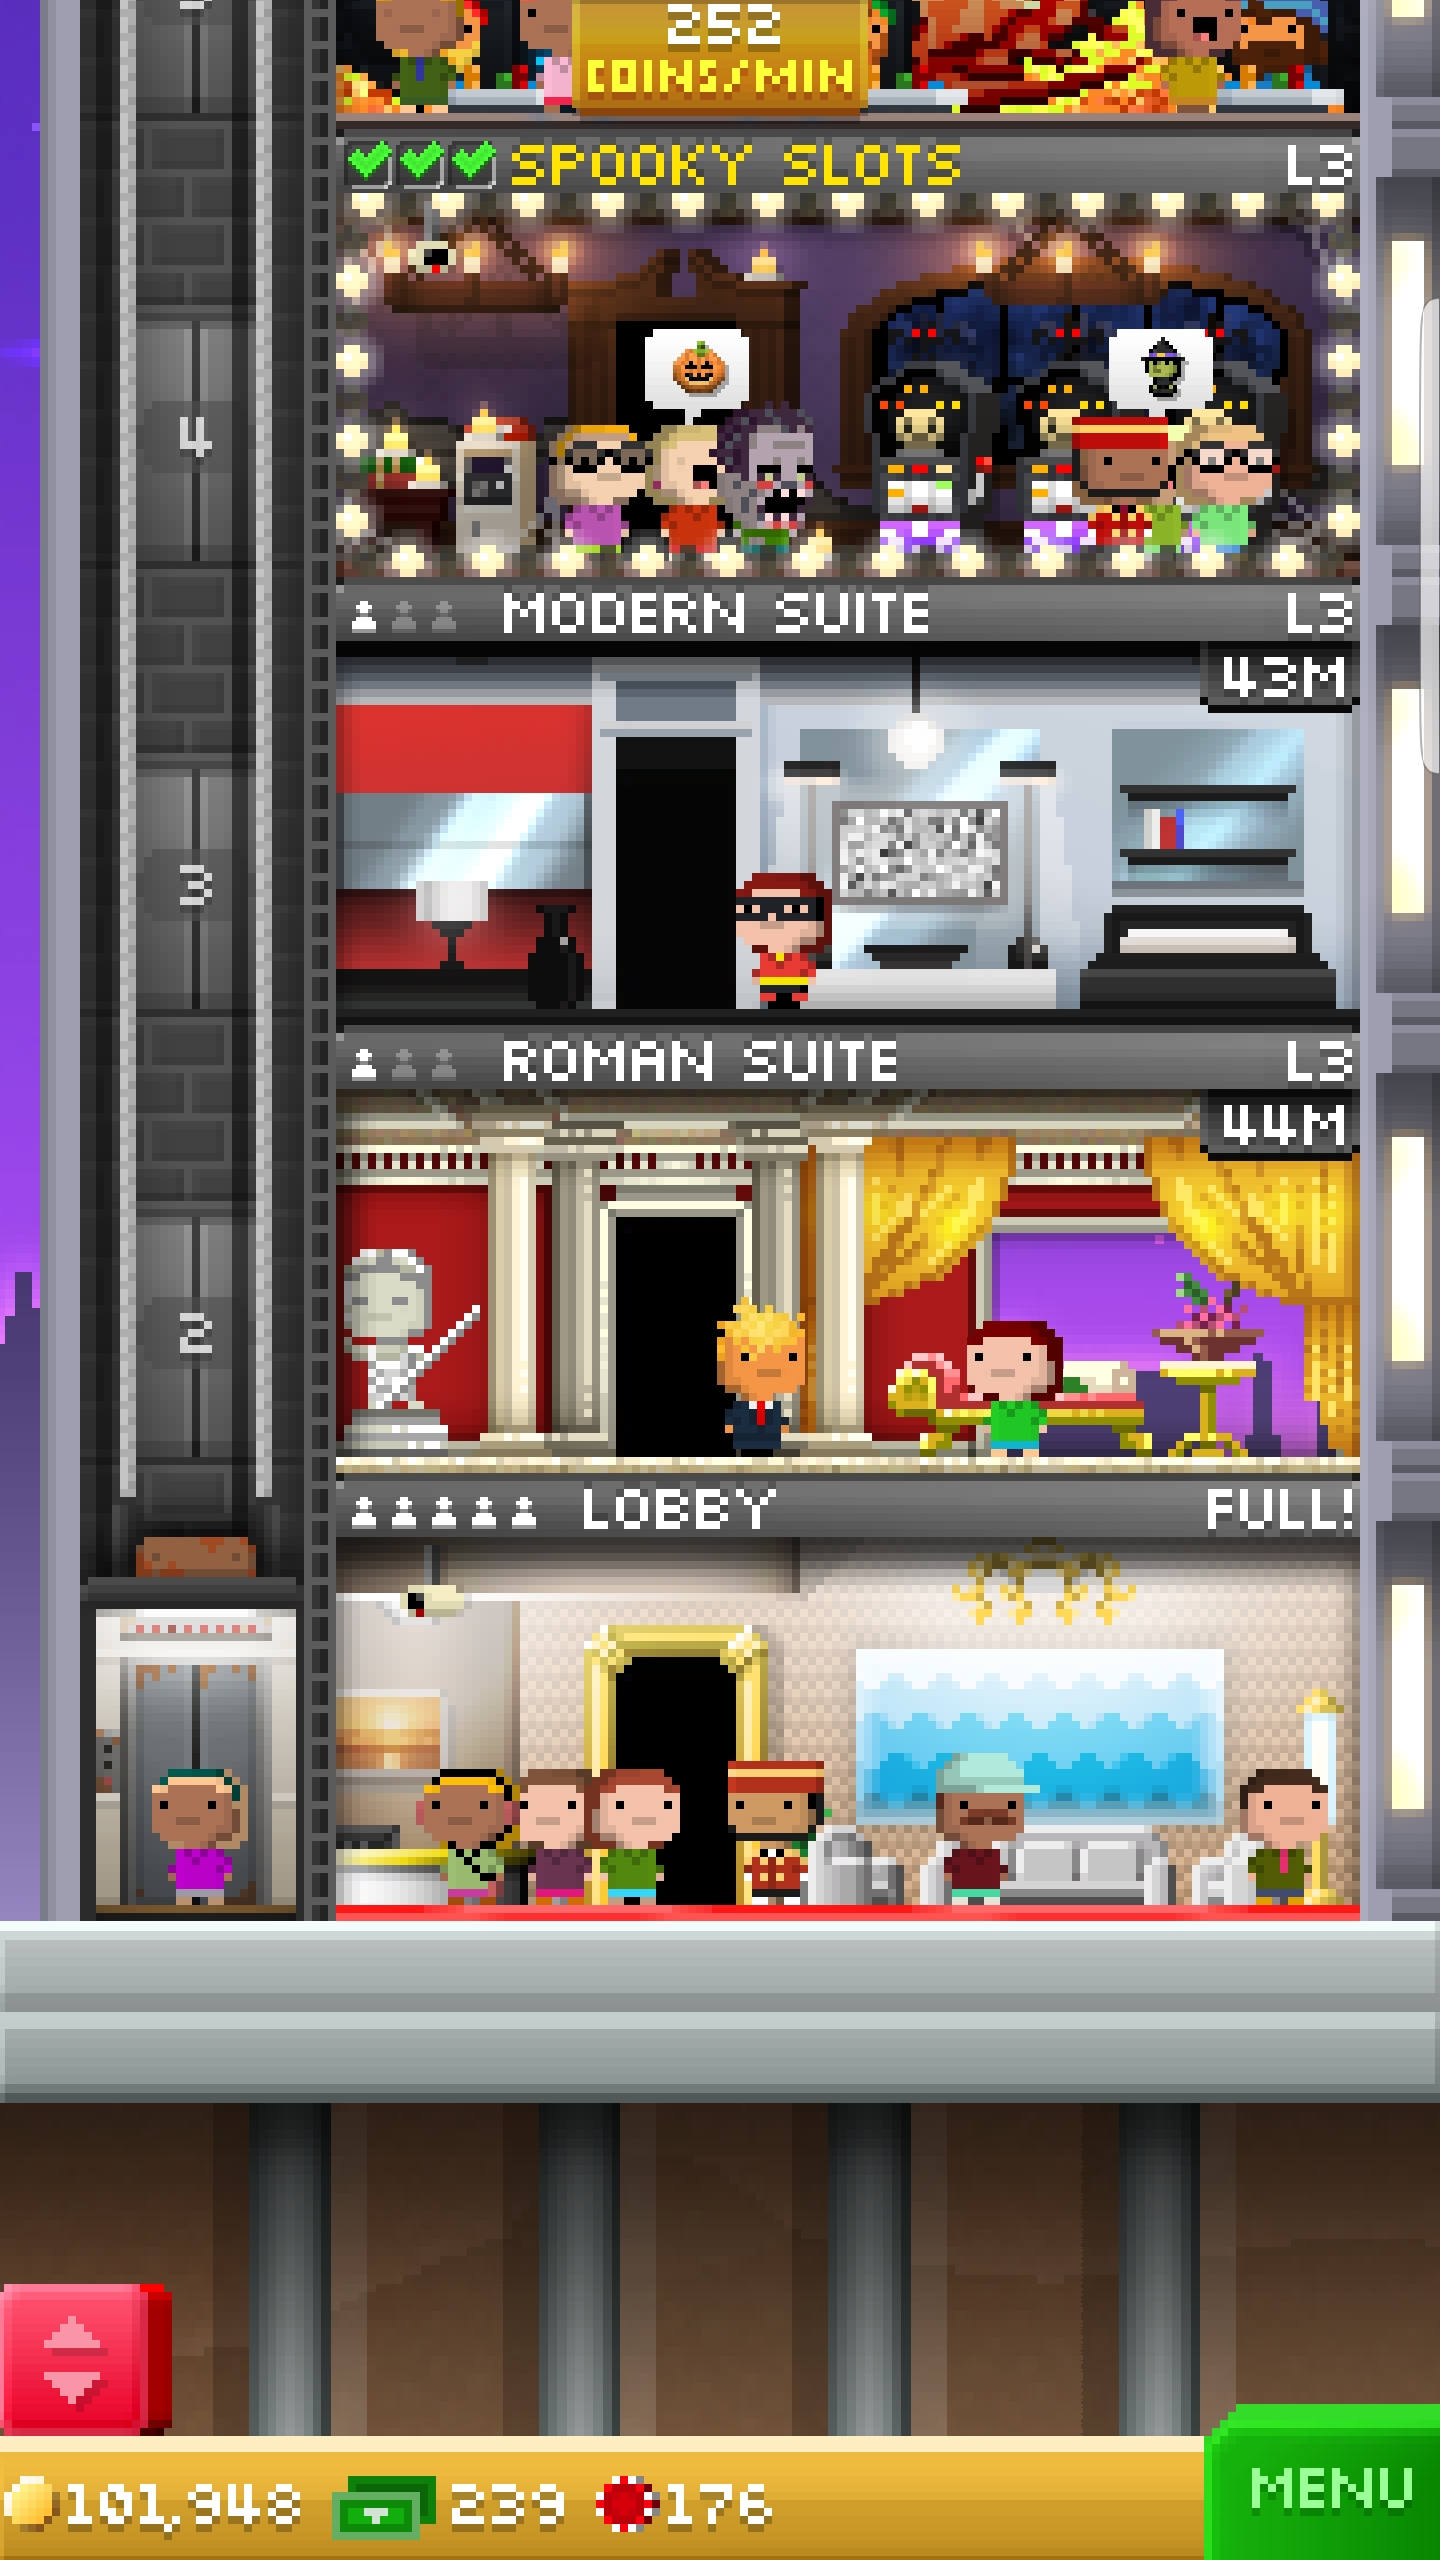 252
COINS/MIN
SPOOKY SLOTS L3
4
MODERN SUITE L3
43M
3
ROMAN SUITE L3
44M
2
LOBBY FULL!
MENU
101,948 239 176